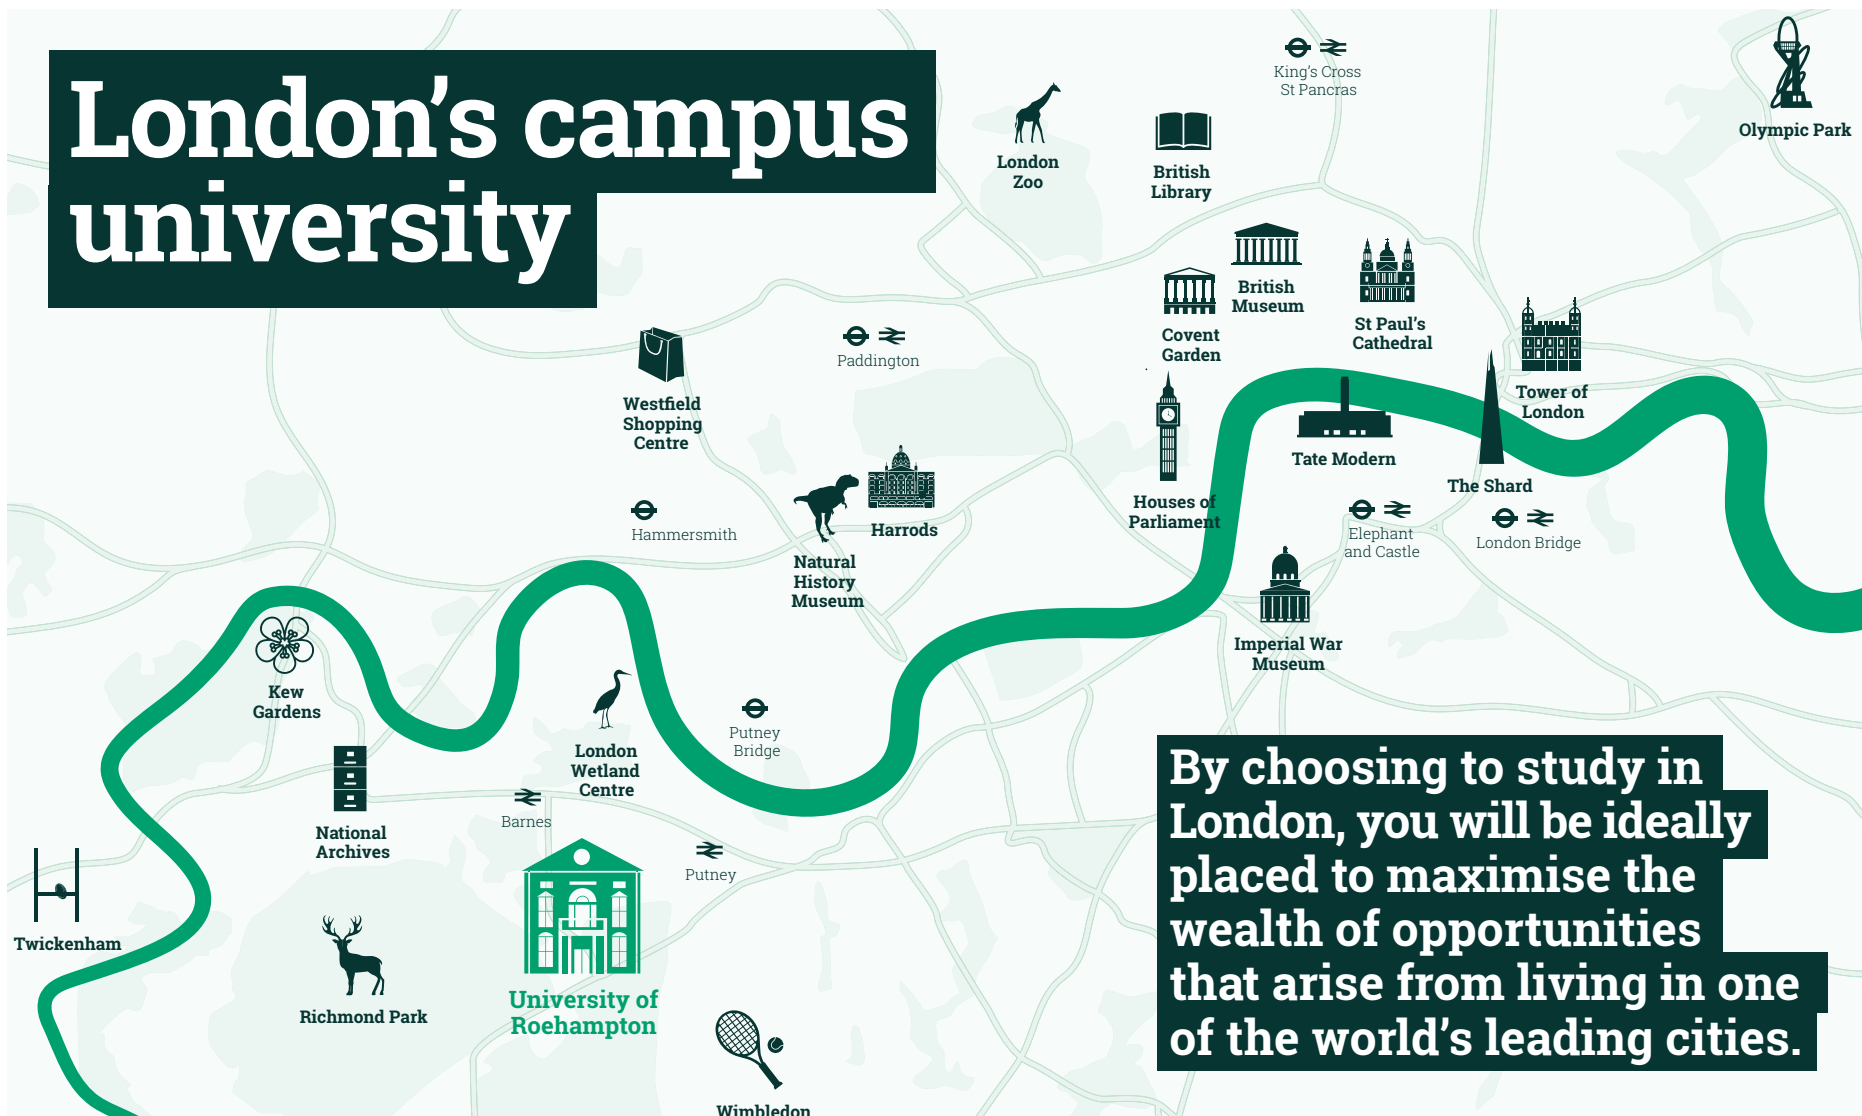 London's campus
university
King's Cross
St Pancras
Olympic Park
London
Zoo
British
Library
British
Museum
Covent
Garden
St Paul's
Cathedral
Tower of
London
Westfield
Shopping
Centre
Paddington
Tate Modern
The Shard
Houses of
Parliament
Harrods
Hammersmith
Natural
History
Museum
Elephant
and Castle
London Bridge
Imperial War
Museum
Kew
Gardens
London
Wetland
Centre
Putney
Bridge
National
Archives
Barnes
Putney
Twickenham
Richmond Park
University of
Roehampton
Wimbledon
By choosing to study in
London, you will be ideally
placed to maximise the
wealth of opportunities
that arise from living in one
of the world's leading cities.